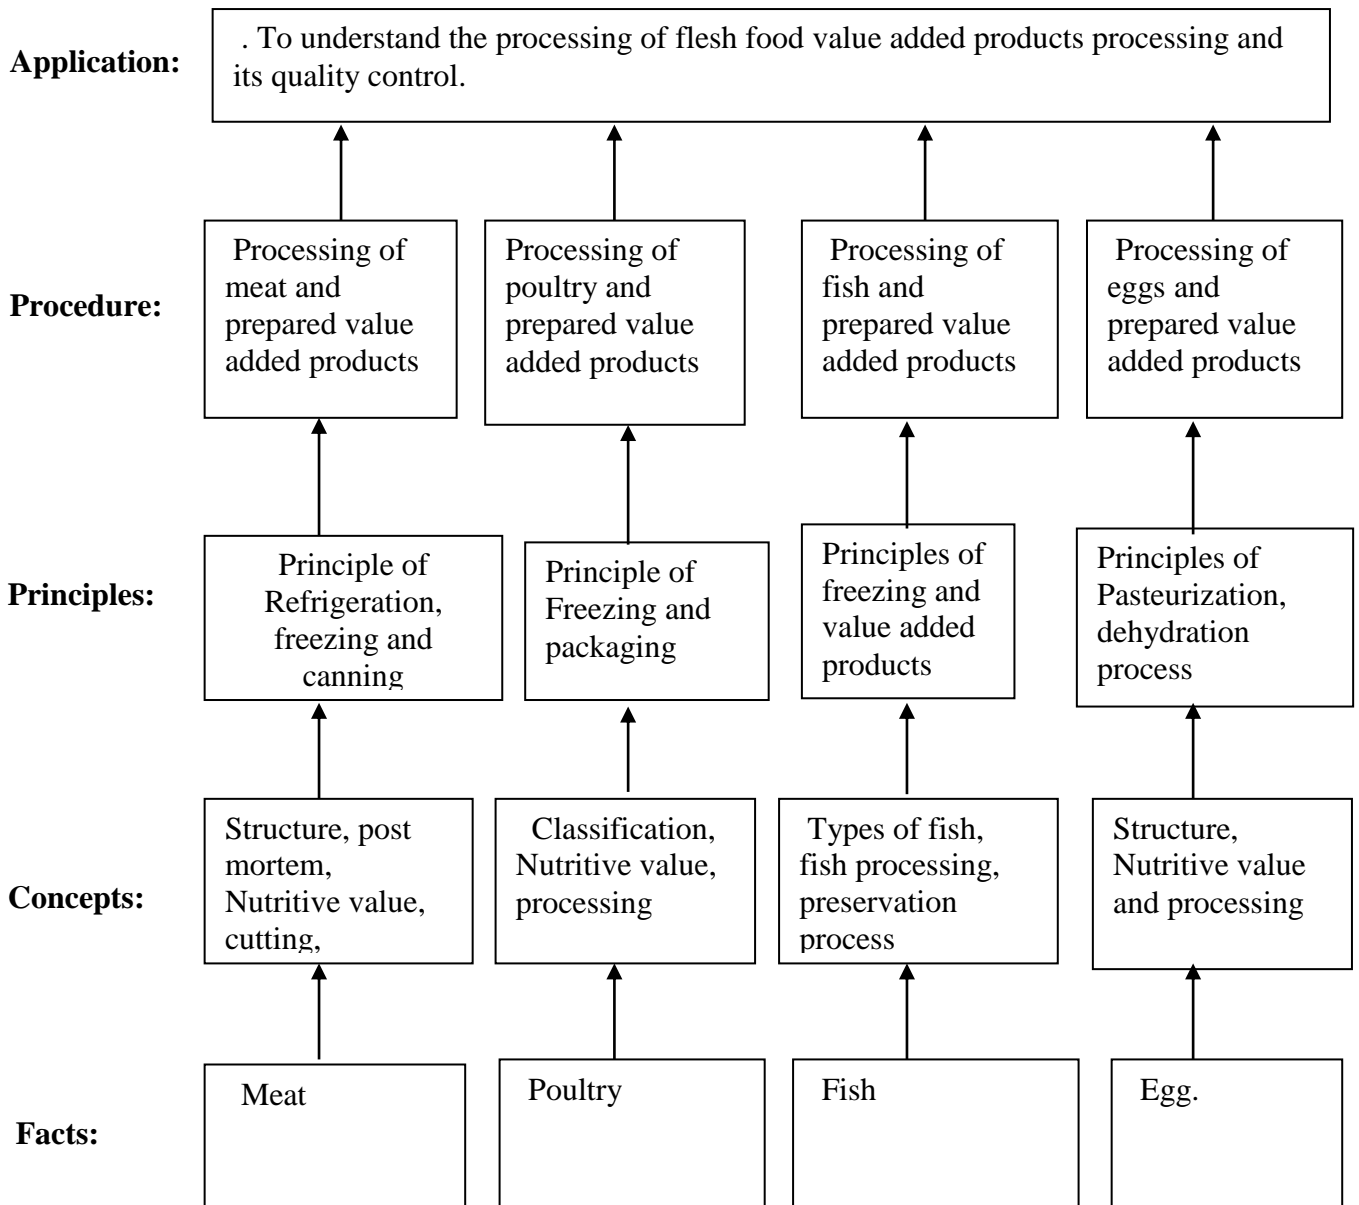 Application:
. To understand the processing of flesh food value added products processing and
its quality control.
Procedure:
Processing of
meat and
prepared value
added products
Processing of
poultry and
prepared value
added products
Processing of
fish and
prepared value
added products
Processing of
eggs and
prepared value
added products
Principles:
Principle of
Refrigeration,
freezing and
canning
Principle of
Freezing and
packaging
Principles of
freezing and
value added
products
Principles of
Pasteurization,
dehydration
process
Concepts:
Structure, post
mortem,
Nutritive value,
cutting,
Classification,
Nutritive value,
processing
Types of fish,
fish processing,
preservation
process
Structure,
Nutritive value
and processing
Facts:
Meat
Poultry
Fish
Egg.